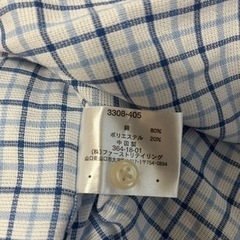 3308-405
綿 80%
ポリエステル 20%
中国製
364-18-01
(株)ファーストリテイリング